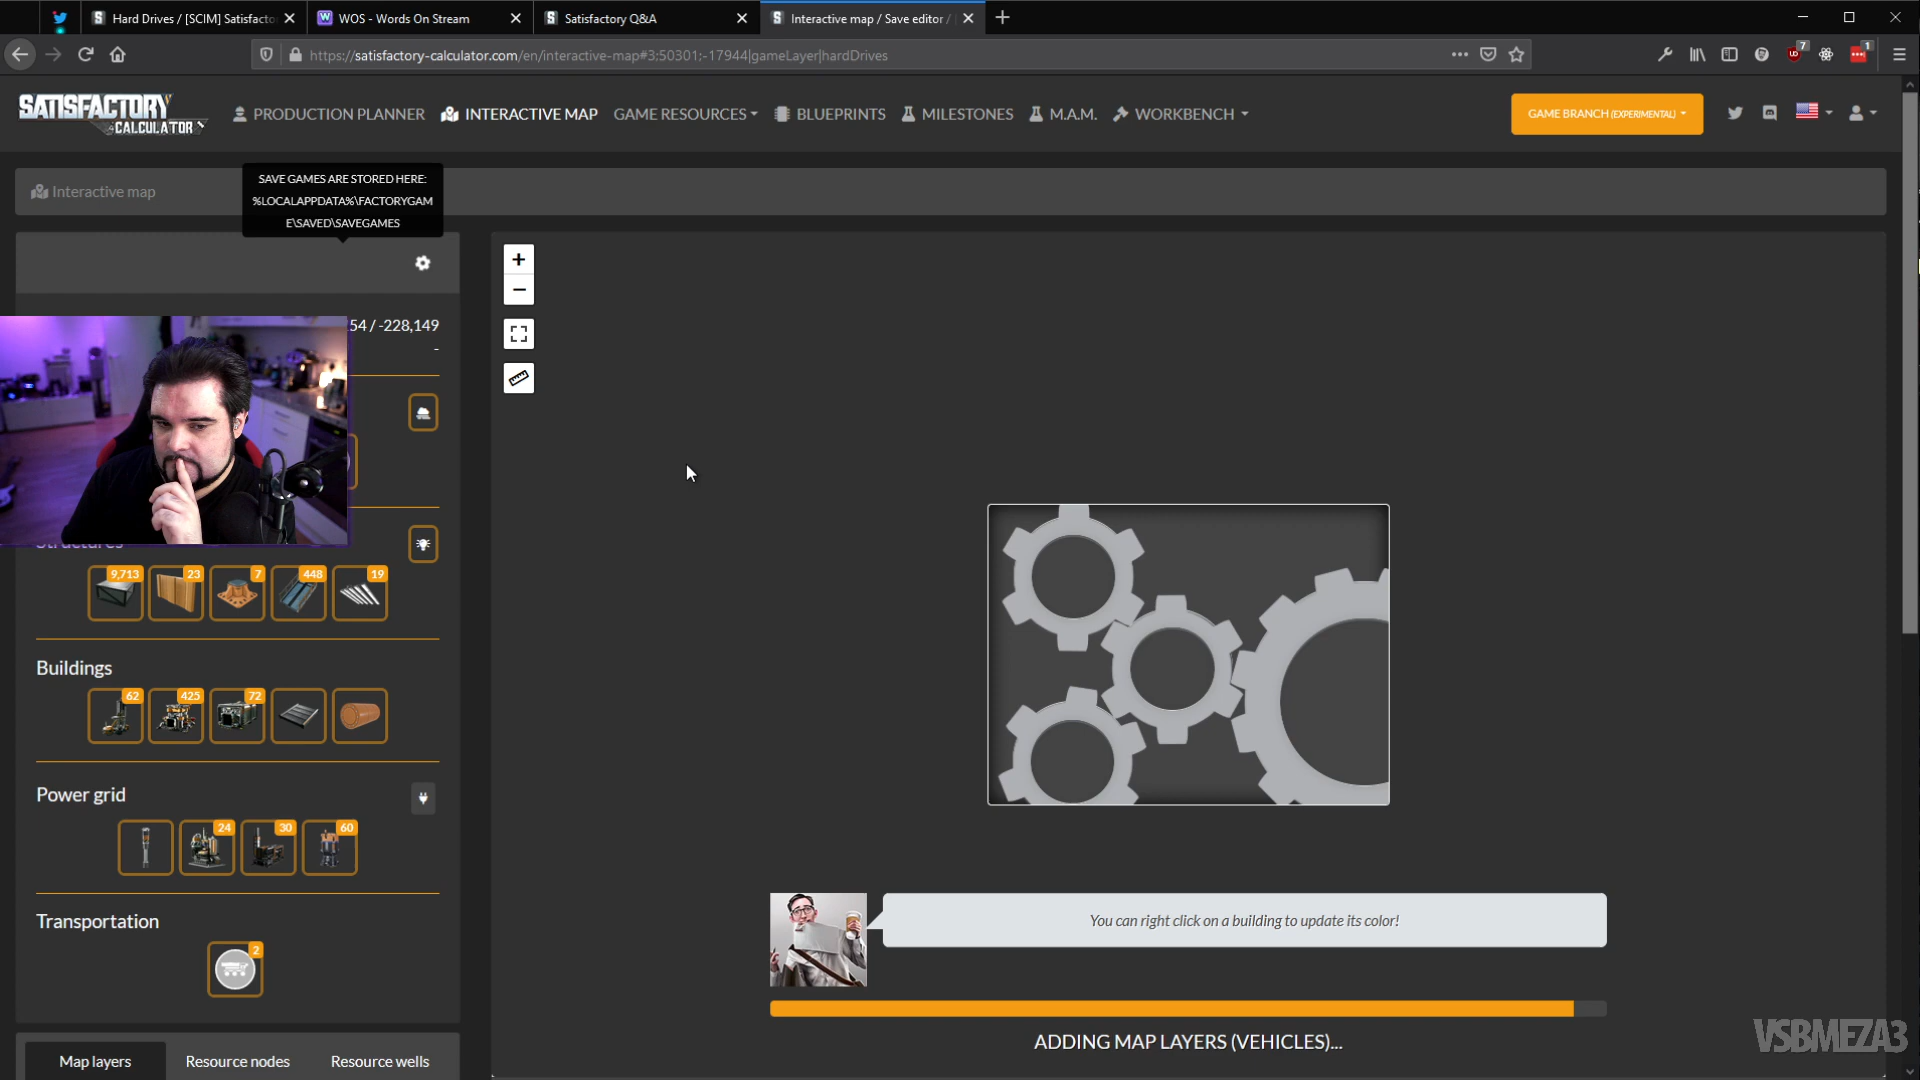 Hard Drives / [SCIM] Satisfacto
WOS - Words On Stream
Satisfactory Q&A
Interactive map / Save editor /
https://satisfactory-calculator.com/en/interactive-map#3;50301;-17944|gameLayer|hardDrives
7
1
SATISFACTORY
CALCULATOR
PRODUCTION PLANNER
INTERACTIVE MAP
GAME RESOURCES
BLUEPRINTS
MILESTONES
M.A.M.
WORKBENCH
GAME BRANCH (EXPERIMENTAL)
Interactive map
SAVE GAMES ARE STORED HERE:
%LOCALAPPDATA%\FACTORYGAM
E\SAVED\SAVEGAMES
54 / -228,149
-
Structures
9,713
23
7
448
19
Buildings
62
425
72
Power grid
24
30
60
Transportation
2
Map layers
Resource nodes
Resource wells
You can right click on a building to update its color!
ADDING MAP LAYERS (VEHICLES)...
VSBMEZA3